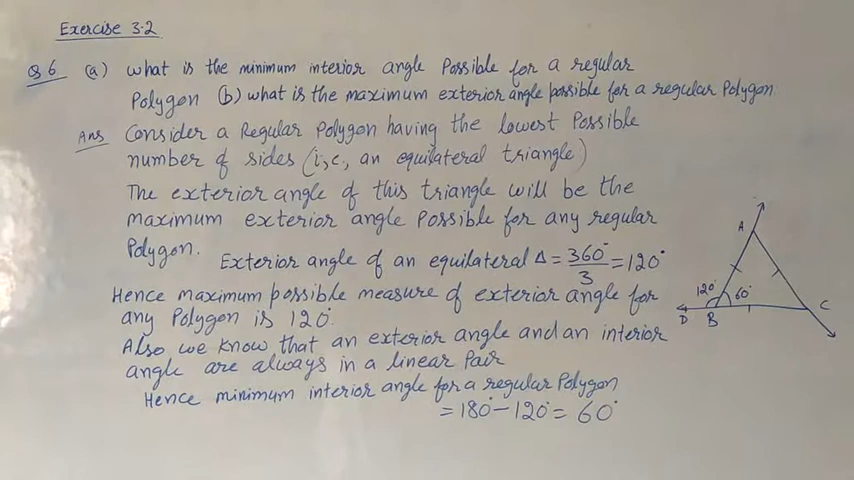 Exercise 3.2
Q6 (a) what is the minimum interior angle Possible for a regular
Polygon (b) what is the maximum exterior angle possible for a regular Polygon
Ans Consider a Regular Polygon having the lowest Possible
number of sides (i,e, an equilateral triangle)
The exterior angle of this triangle will be the
maximum exterior angle Possible for any regular
Polygon. Exterior angle of an equilateral Δ = 360°/3 = 120°
Hence maximum possible measure of exterior angle for
any Polygon is 120°.
Also we know that an exterior angle and an interior
angle are always in a linear Pair
Hence minimum interior angle for a regular Polygon
= 180° - 120° = 60°
A
120° 60°
D B C